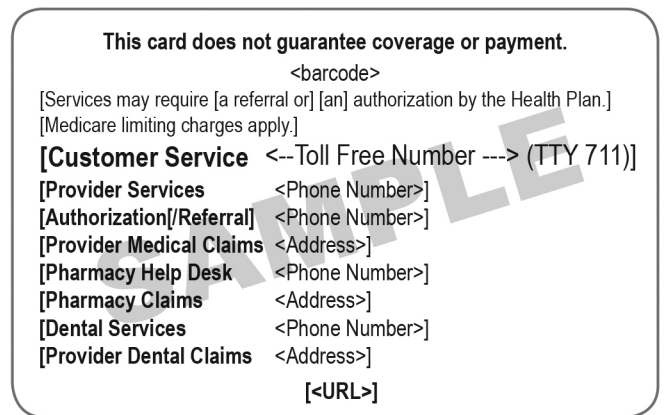 This card does not guarantee coverage or payment.
<barcode>
[Services may require [a referral or] [an] authorization by the Health Plan.]
[Medicare limiting charges apply.]
[Customer Service <--Toll Free Number ---> (TTY 711)]
[Provider Services <Phone Number>]
[Authorization[/Referral] <Phone Number>]
[Provider Medical Claims <Address>]
[Pharmacy Help Desk <Phone Number>]
[Pharmacy Claims <Address>]
[Dental Services <Phone Number>]
[Provider Dental Claims <Address>]
[<URL>]
SAMPLE